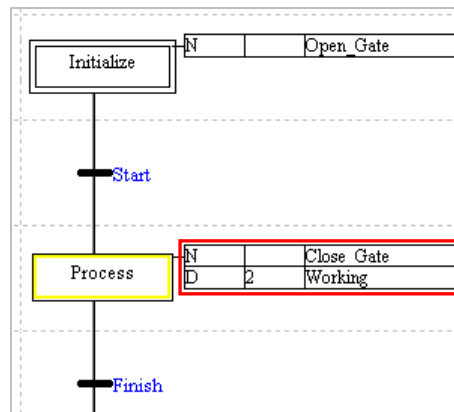 Initialize
N Open_Gate
Start
Process
N Close_Gate
D 2 Working
Finish